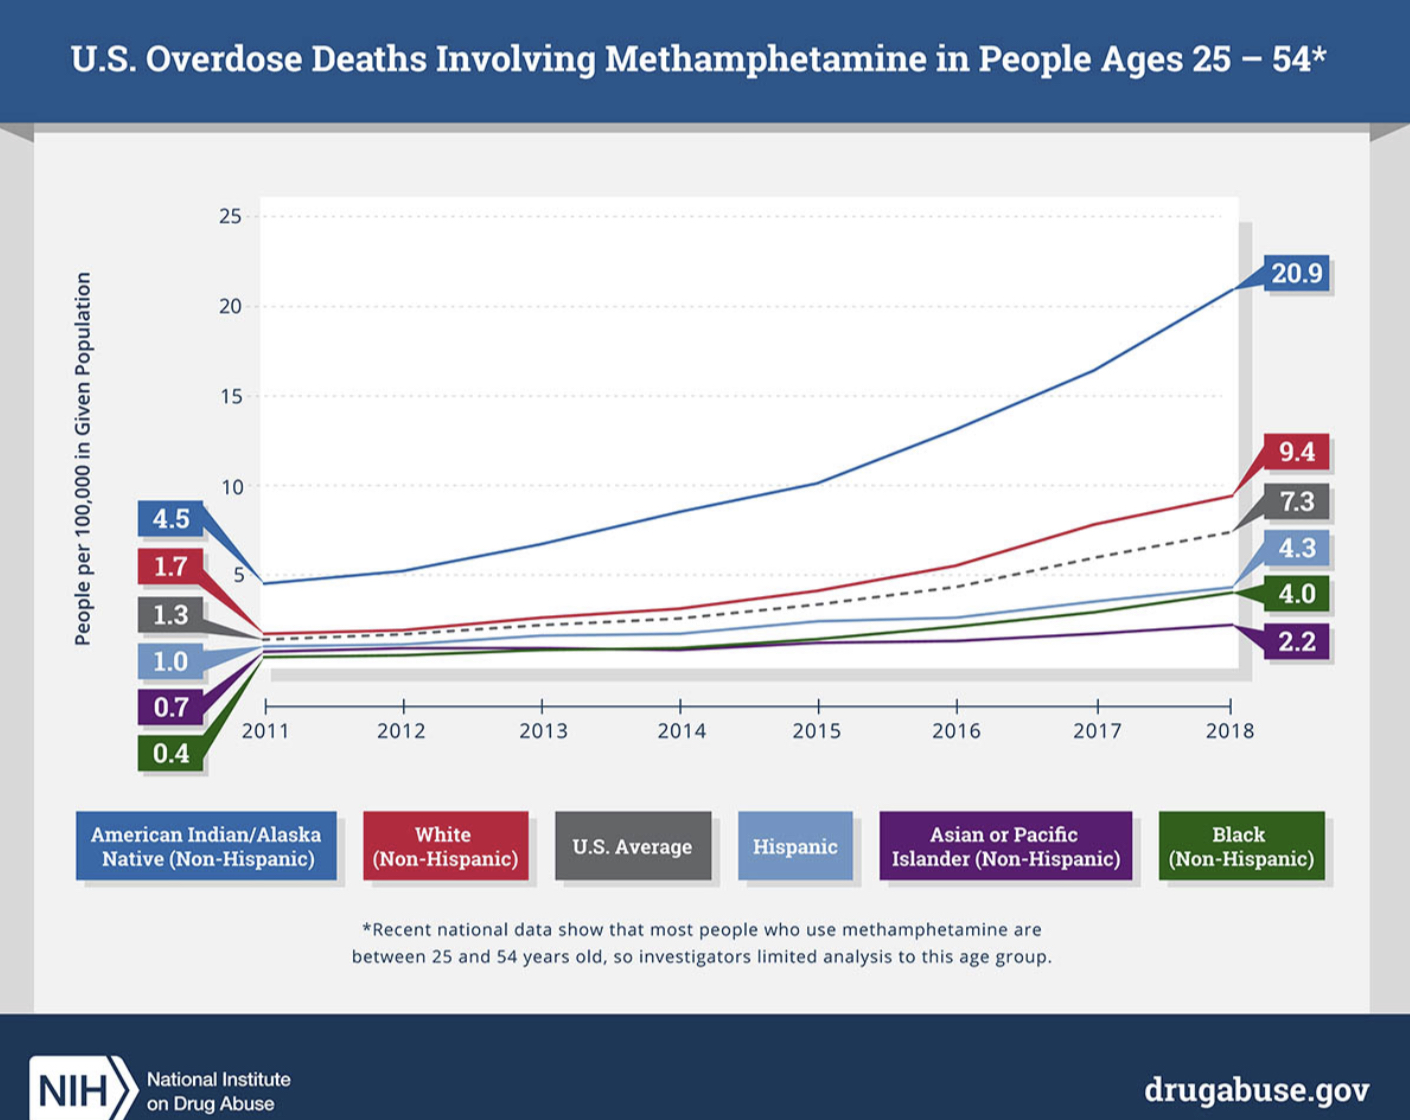 U.S. Overdose Deaths Involving Methamphetamine in People Ages 25 – 54*
People per 100,000 in Given Population
25
20
15
10
5
4.5
1.7
1.3
1.0
0.7
0.4
20.9
9.4
7.3
4.3
4.0
2.2
2011 2012 2013 2014 2015 2016 2017 2018
American Indian/Alaska
Native (Non-Hispanic)
White
(Non-Hispanic)
U.S. Average
Hispanic
Asian or Pacific
Islander (Non-Hispanic)
Black
(Non-Hispanic)
*Recent national data show that most people who use methamphetamine are
between 25 and 54 years old, so investigators limited analysis to this age group.
NIH
National Institute
on Drug Abuse
drugabuse.gov